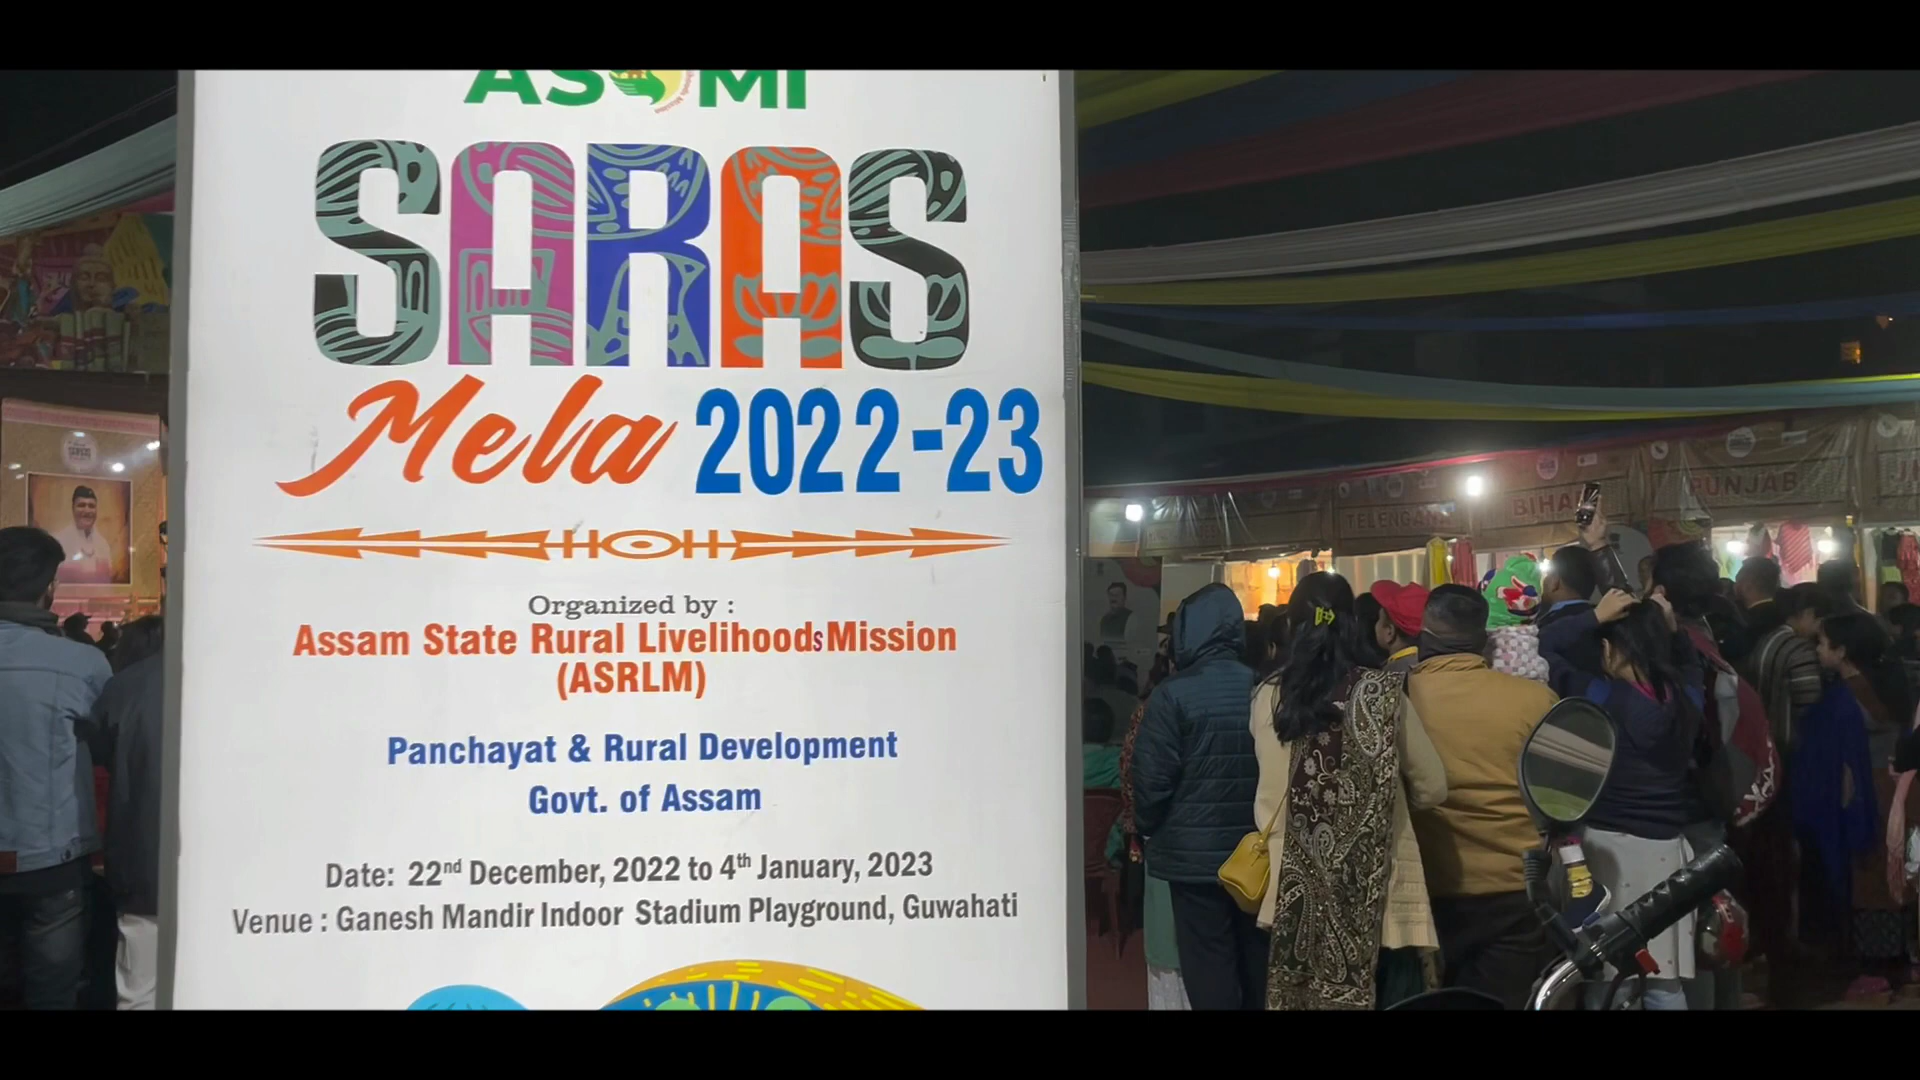 ASOMI
SARAS
Mela 2022-23
Organized by :
Assam State Rural Livelihoods Mission
(ASRLM)
Panchayat & Rural Development
Govt. of Assam
Date: 22nd December, 2022 to 4th January, 2023
Venue : Ganesh Mandir Indoor Stadium Playground, Guwahati
TELENGANA
BIHAR
PUNJAB